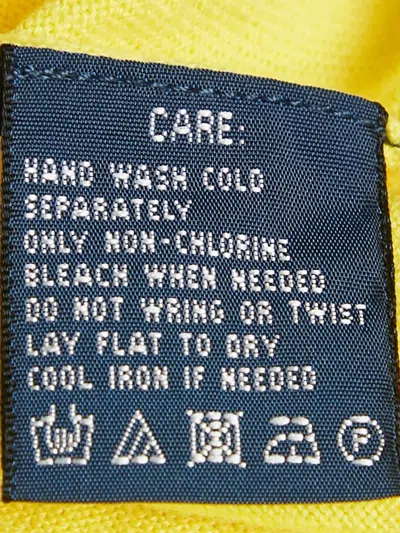 CARE:
HAND WASH COLD
SEPARATELY
ONLY NON-CHLORINE
BLEACH WHEN NEEDED
DO NOT WRING OR TWIST
LAY FLAT TO DRY
COOL IRON IF NEEDED
P